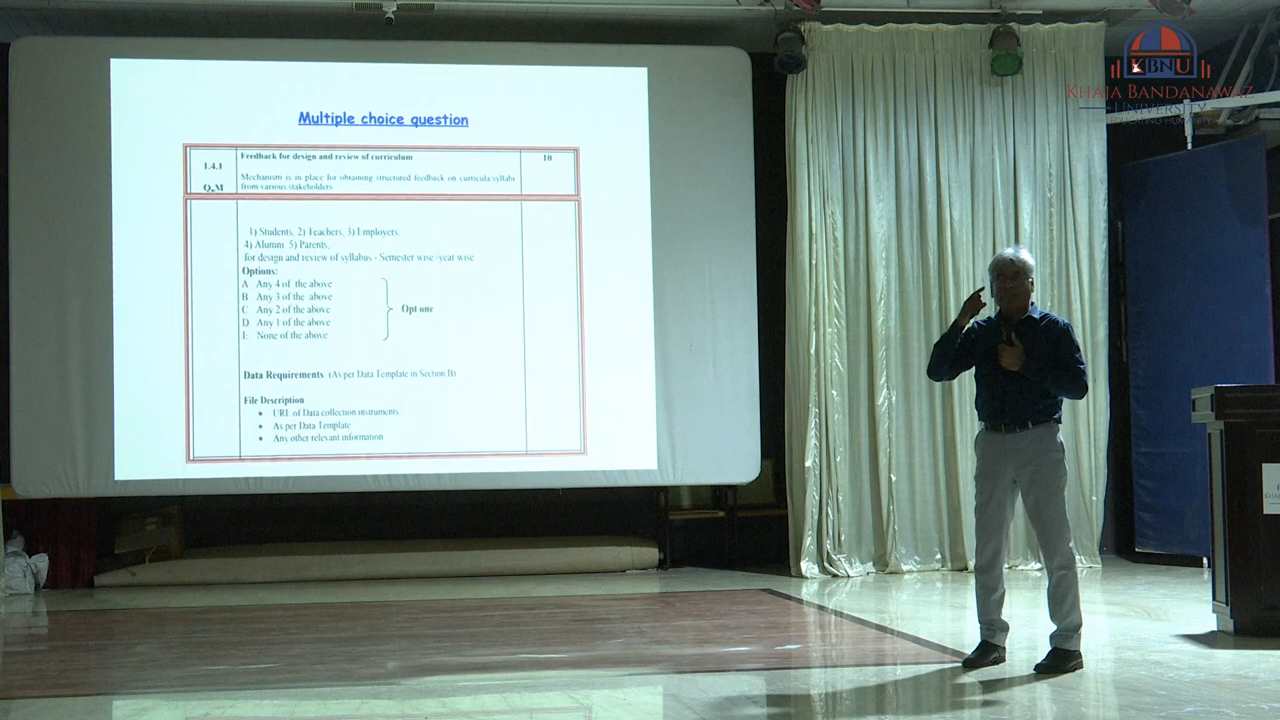 Multiple choice question
1.4.1
QnM
Feedback for design and review of curriculum
Mechanism is in place for obtaining structured feedback on curricula/syllabi
from various stakeholders
10
1) Students, 2) Teachers, 3) Employers,
4) Alumni 5) Parents,
for design and review of syllabus - Semester wise /year wise
Options:
A Any 4 of the above
B Any 3 of the above
C Any 2 of the above
D Any 1 of the above
E. None of the above
Opt one
Data Requirements: (As per Data Template in Section B)
File Description
• URL of Data collection instruments
• As per Data Template
• Any other relevant information
KBNU
KHAJA BANDANAWAZ
UNIVERSITY